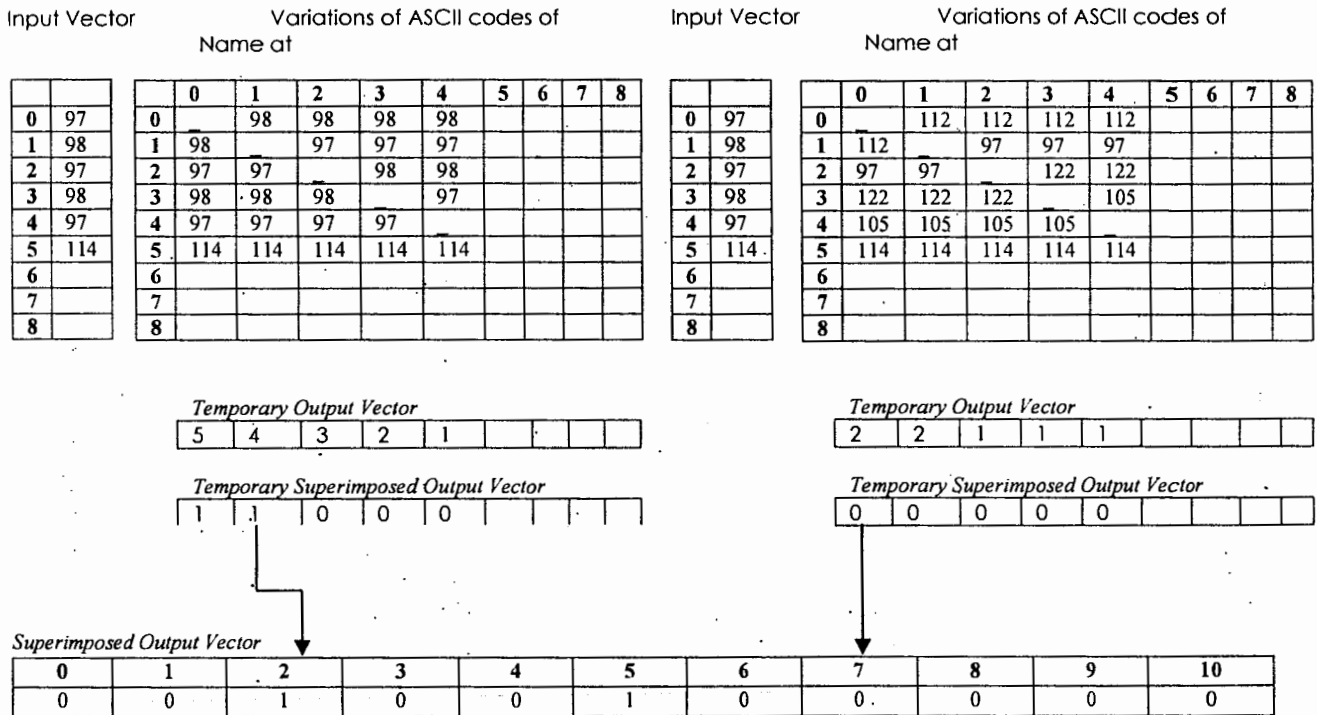 Input Vector Variations of ASCII codes of Input Vector Variations of ASCII codes of
Name at Name at
0 1 2 3 4 5 6 7 8 0 1 2 3 4 5 6 7 8
0 97 0 _ 98 98 98 98 0 97 0 _ 112 112 112 112
1 98 1 98 _ 97 97 97 1 98 1 112 _ 97 97 97
2 97 2 97 97 _ 98 98 2 97 2 97 97 _ 122 122
3 98 3 98 98 98 _ 97 3 98 3 122 122 122 _ 105
4 97 4 97 97 97 97 _ 4 97 4 105 105 105 105 _
5 114 5 114 114 114 114 114 5 114 5 114 114 114 114 114
6 6 6 6
7 7 7 7
8 8 8 8
Temporary Output Vector Temporary Output Vector
5 4 3 2 1 2 2 1 1 1
Temporary Superimposed Output Vector Temporary Superimposed Output Vector
1 1 0 0 0 0 0 0 0 0
Superimposed Output Vector
0 1 2 3 4 5 6 7 8 9 10
0 0 1 0 0 1 0 0 0 0 0